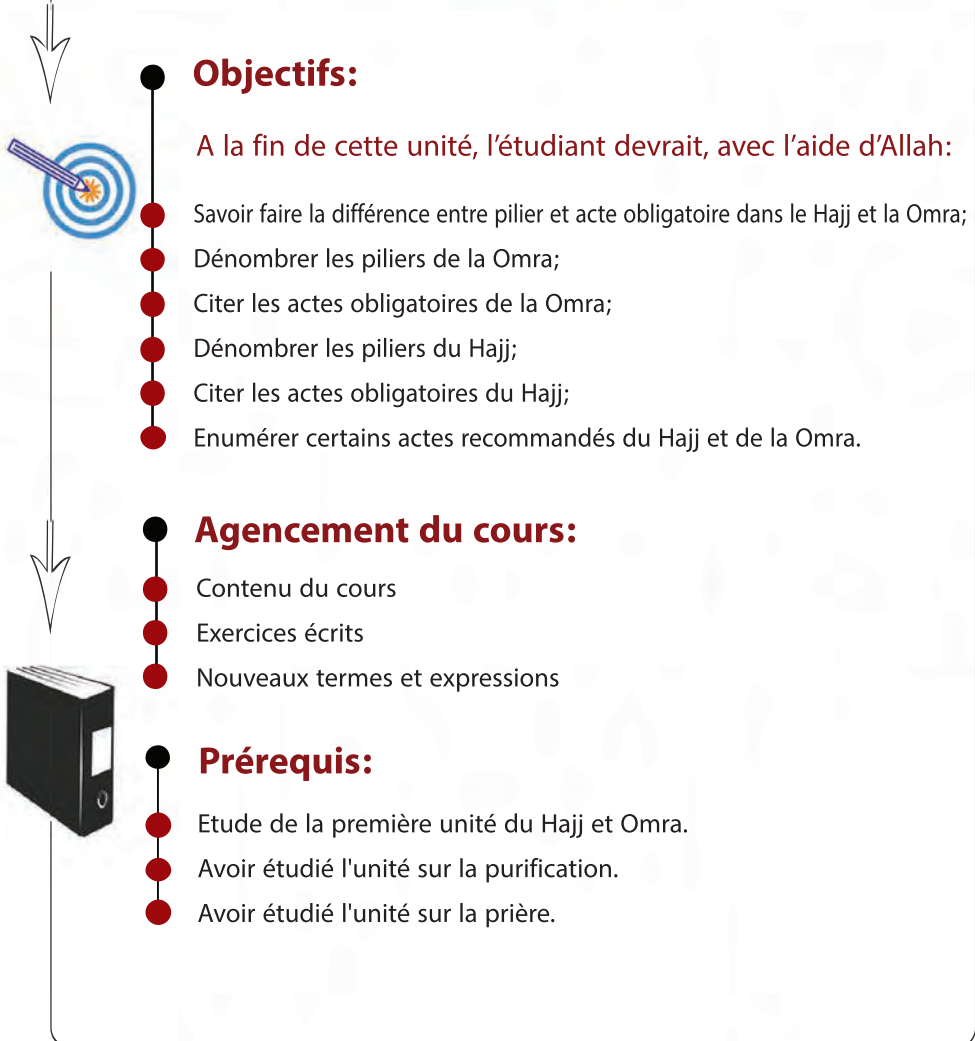 Objectifs:
A la fin de cette unité, l’étudiant devrait, avec l’aide d’Allah:
Savoir faire la différence entre pilier et acte obligatoire dans le Hajj et la Omra;
Dénombrer les piliers de la Omra;
Citer les actes obligatoires de la Omra;
Dénombrer les piliers du Hajj;
Citer les actes obligatoires du Hajj;
Enumérer certains actes recommandés du Hajj et de la Omra.
Agencement du cours:
Contenu du cours
Exercices écrits
Nouveaux termes et expressions
Prérequis:
Etude de la première unité du Hajj et Omra.
Avoir étudié l'unité sur la purification.
Avoir étudié l'unité sur la prière.